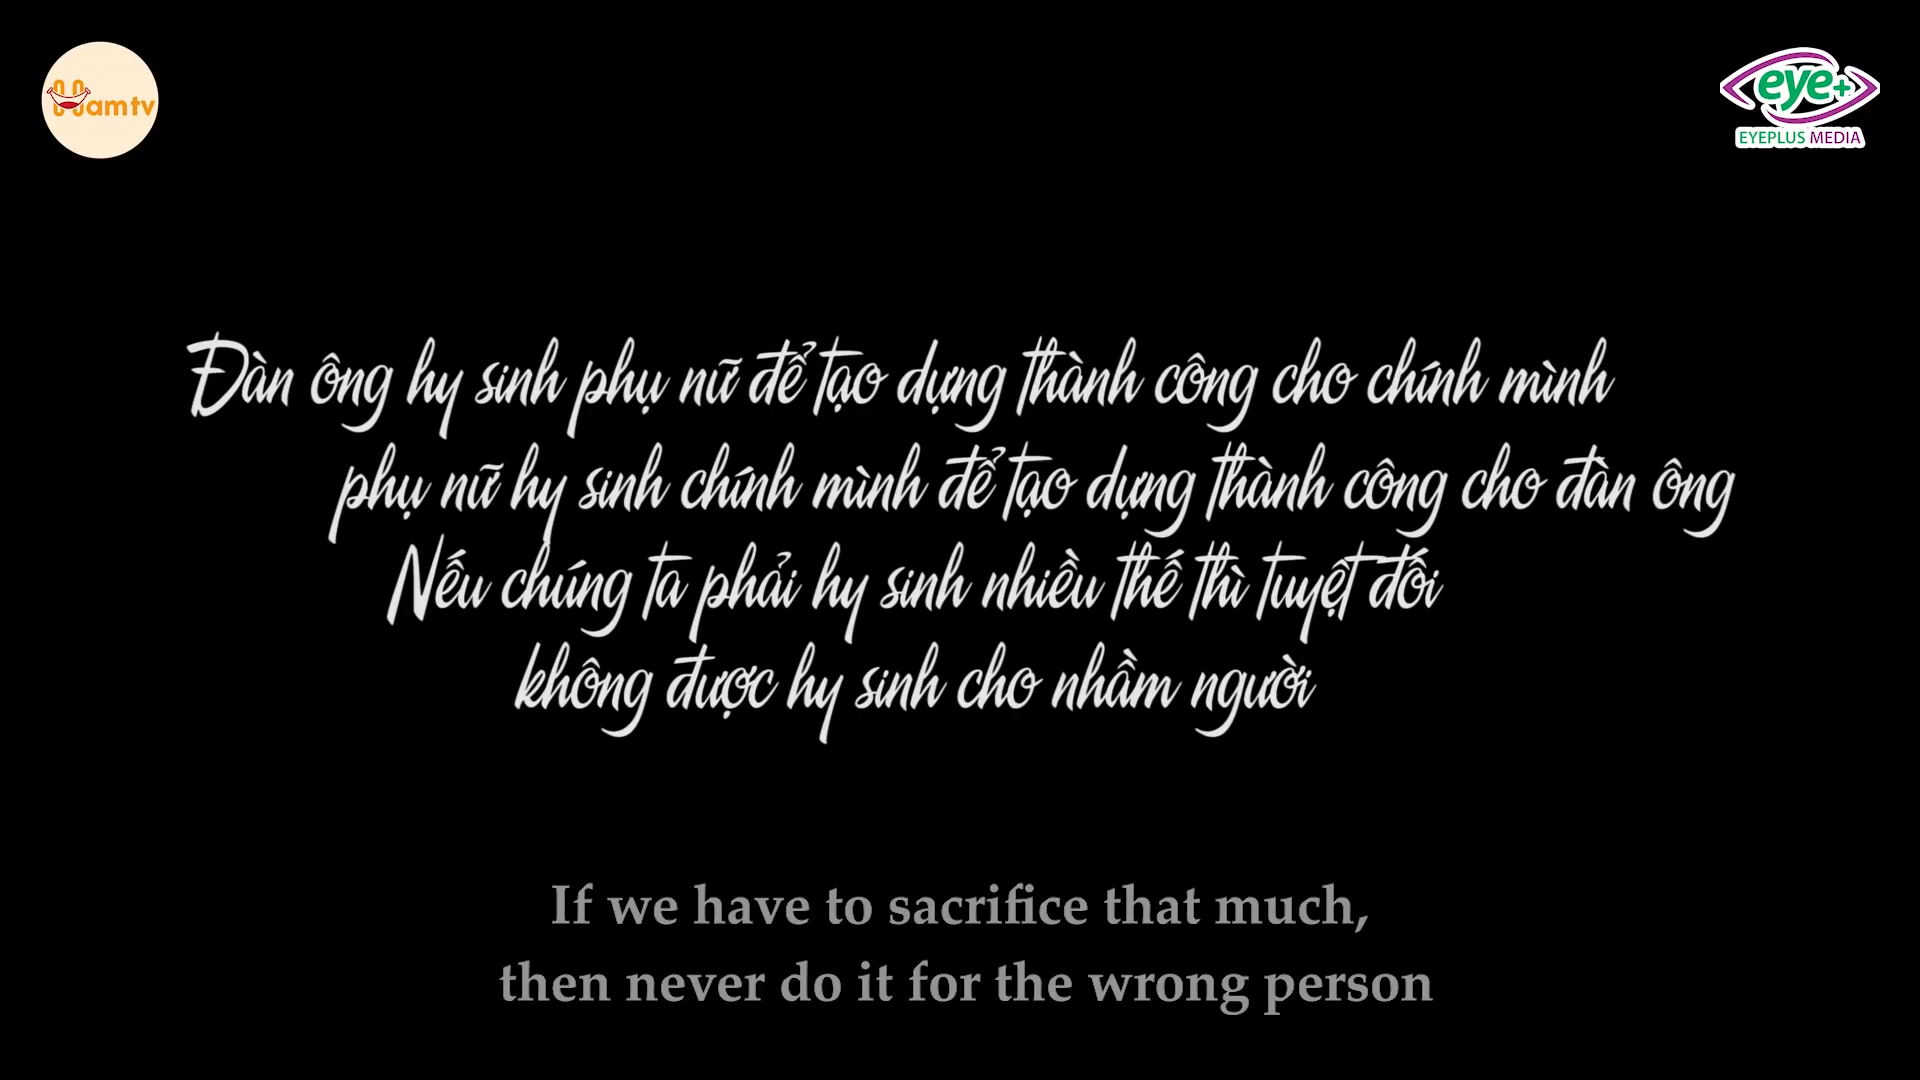 Hamtv
eye+
EYEPLUS MEDIA
Đàn ông hy sinh phụ nữ để tạo dựng thành công cho chính mình
phụ nữ hy sinh chính mình để tạo dựng thành công cho đàn ông
Nếu chúng ta phải hy sinh nhiều thế thì tuyệt đối
không được hy sinh cho nhầm người
If we have to sacrifice that much,
then never do it for the wrong person